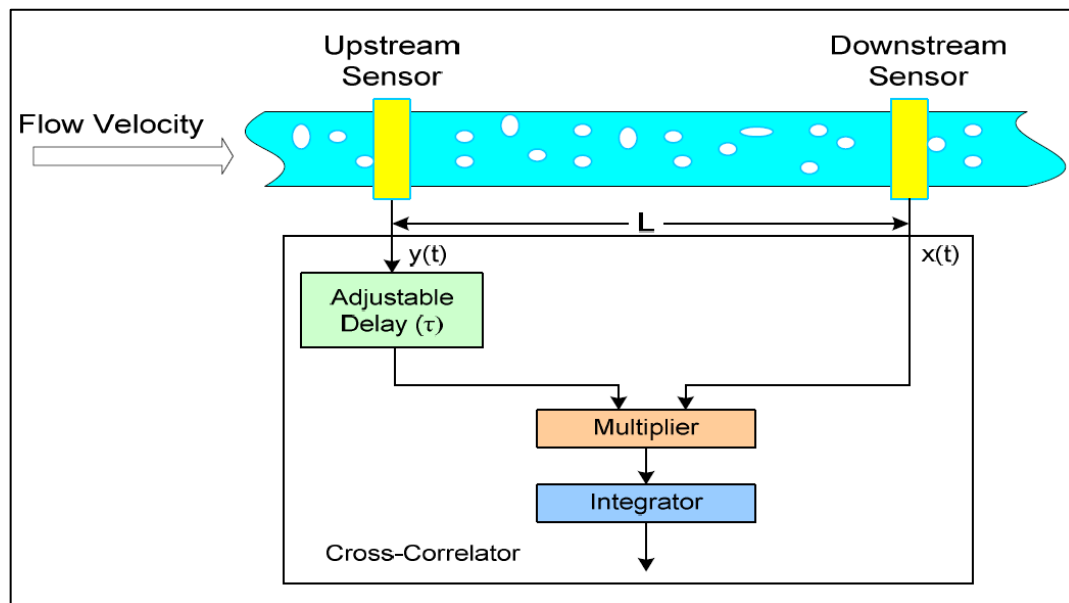 Upstream
Sensor
Downstream
Sensor
Flow Velocity
L
y(t)
x(t)
Adjustable
Delay (τ)
Multiplier
Integrator
Cross-Correlator